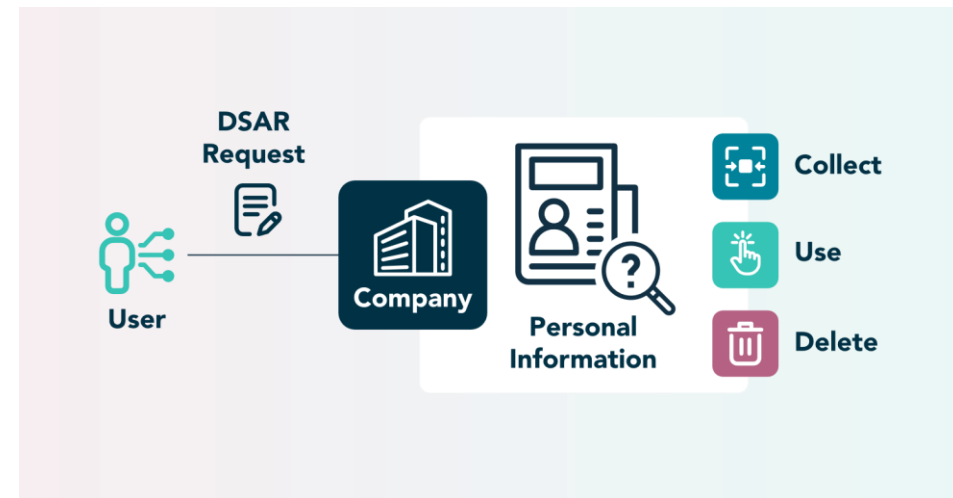 DSAR
Request
User
Company
?
Personal
Information
Collect
Use
Delete